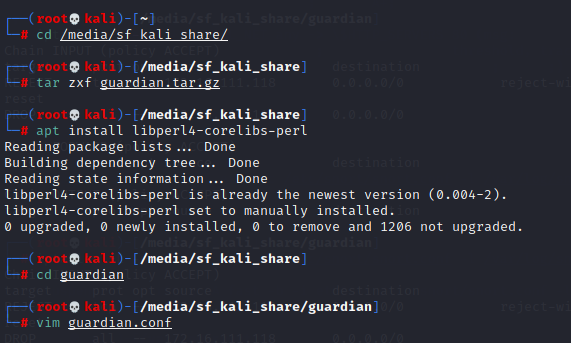 ┌──(root💀kali)-[~]
└─# cd /media/sf_kali_share/
┌──(root💀kali)-[/media/sf_kali_share]
└─# tar zxf guardian.tar.gz
┌──(root💀kali)-[/media/sf_kali_share]
└─# apt install libperl4-corelibs-perl
Reading package lists... Done
Building dependency tree... Done
Reading state information... Done
libperl4-corelibs-perl is already the newest version (0.004-2).
libperl4-corelibs-perl set to manually installed.
0 upgraded, 0 newly installed, 0 to remove and 1206 not upgraded.
┌──(root💀kali)-[/media/sf_kali_share]
└─# cd guardian
┌──(root💀kali)-[/media/sf_kali_share/guardian]
└─# vim guardian.conf